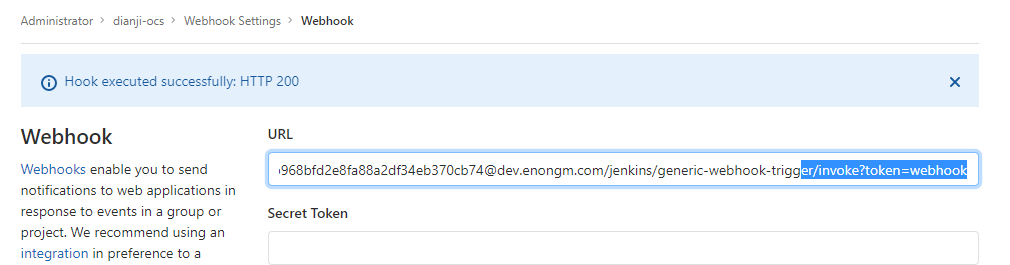 Administrator > dianji-ocs > Webhook Settings > Webhook
Hook executed successfully: HTTP 200
Webhook
Webhooks enable you to send
notifications to web applications in
response to events in a group or
project. We recommend using an
integration in preference to a
URL
968bfd2e8fa88a2df34eb370cb74@dev.enongm.com/jenkins/generic-webhook-trigger/invoke?token=webhook
Secret Token